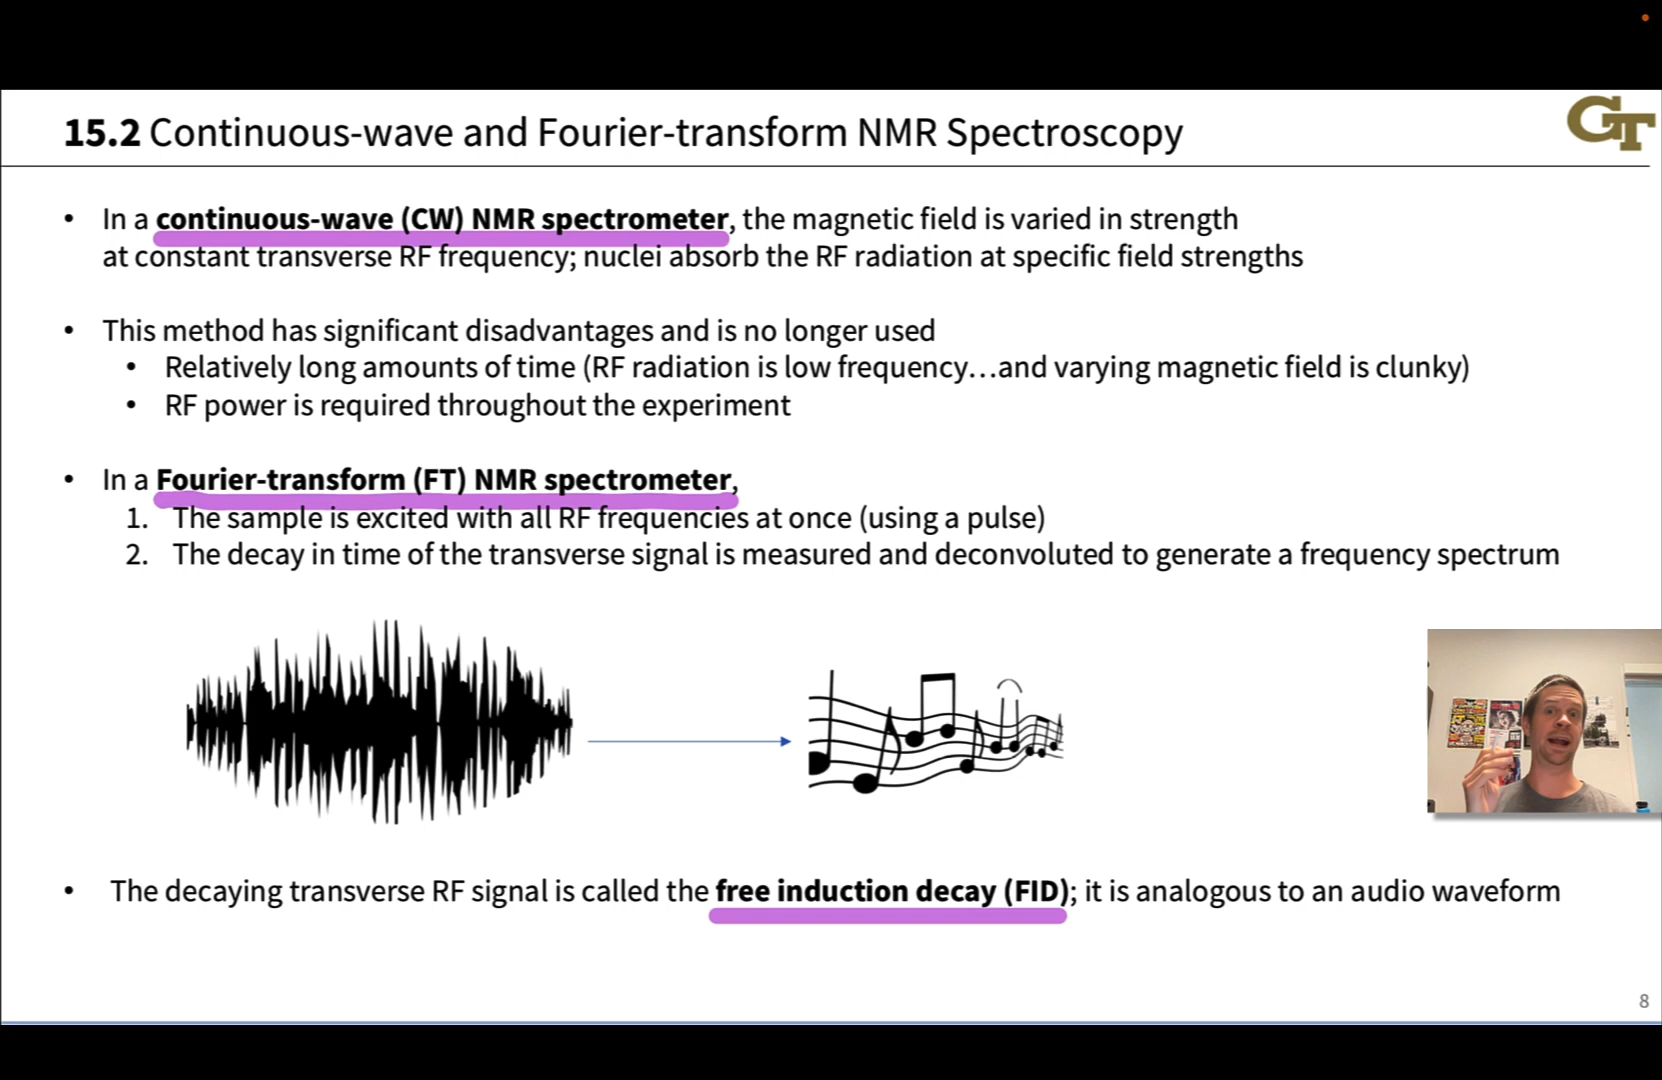 15.2 Continuous-wave and Fourier-transform NMR Spectroscopy
GT
• In a continuous-wave (CW) NMR spectrometer, the magnetic field is varied in strength
at constant transverse RF frequency; nuclei absorb the RF radiation at specific field strengths
• This method has significant disadvantages and is no longer used
• Relatively long amounts of time (RF radiation is low frequency…and varying magnetic field is clunky)
• RF power is required throughout the experiment
• In a Fourier-transform (FT) NMR spectrometer,
1. The sample is excited with all RF frequencies at once (using a pulse)
2. The decay in time of the transverse signal is measured and deconvoluted to generate a frequency spectrum
• The decaying transverse RF signal is called the free induction decay (FID); it is analogous to an audio waveform
8